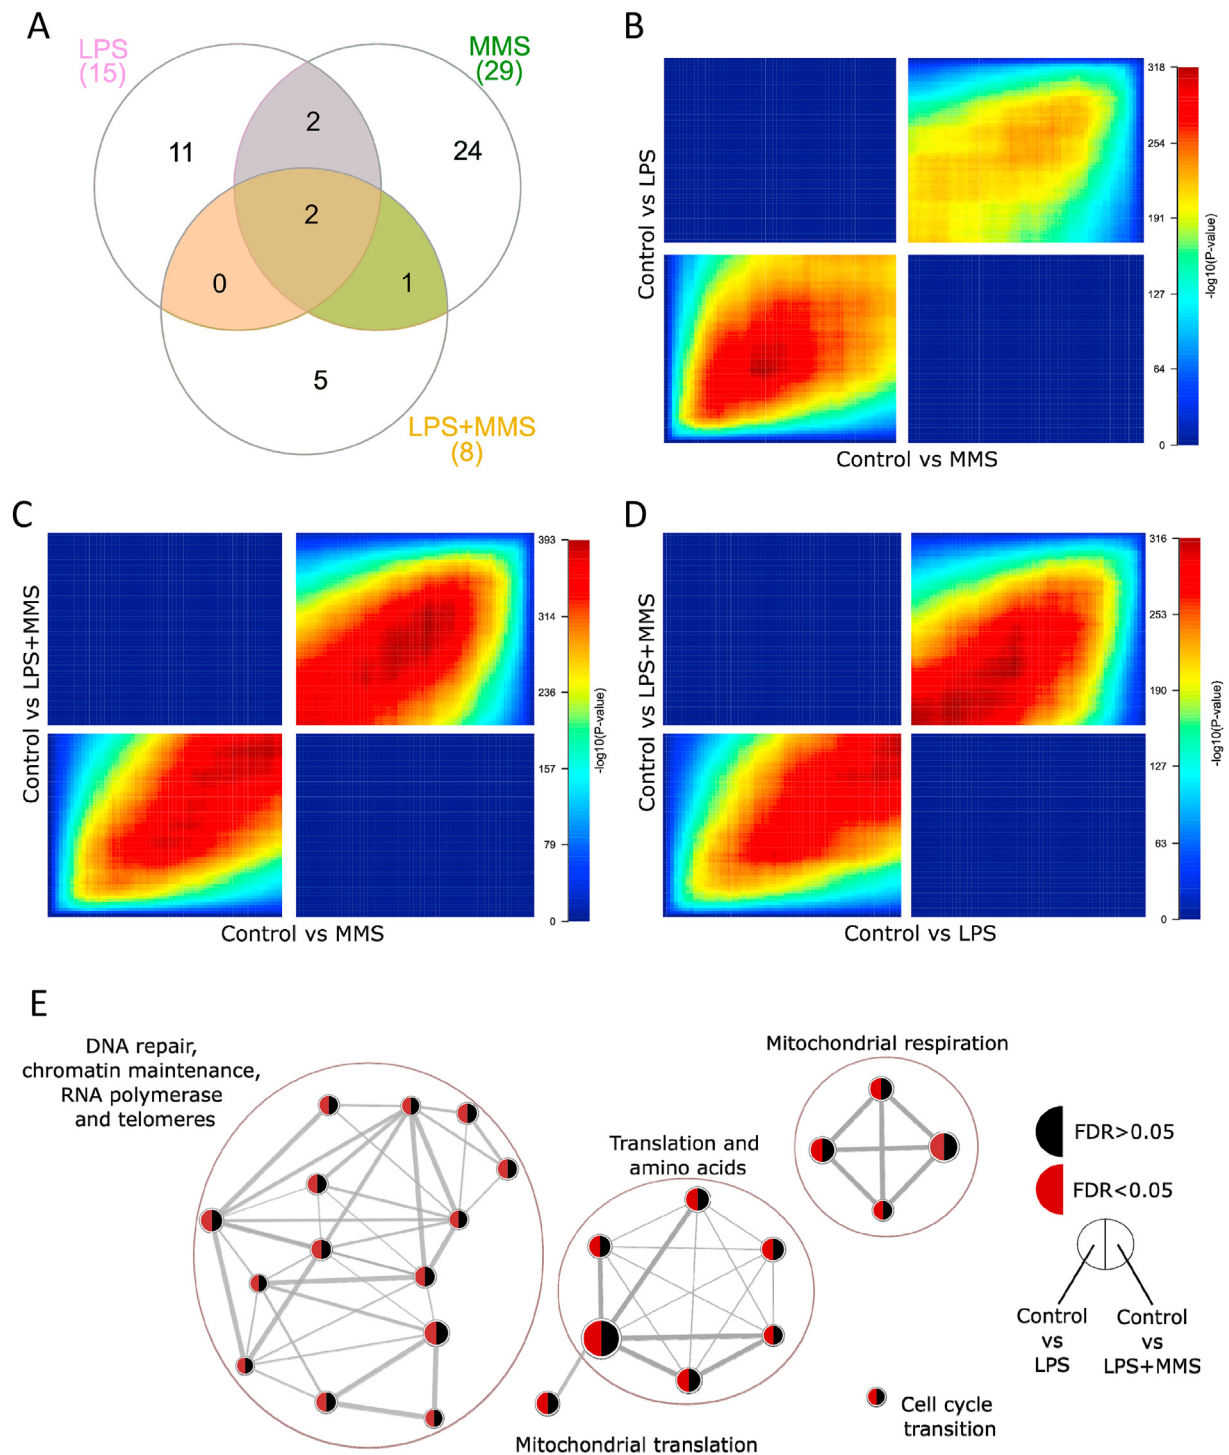 A
LPS
(15)
MMS
(29)
2
11
24
2
0
1
5
LPS+MMS
(8)
B
Control vs LPS
Control vs MMS
318
254
191
127
64
0
-log10(P-value)
C
Control vs LPS+MMS
Control vs MMS
393
314
236
157
79
0
-log10(P-value)
D
Control vs LPS+MMS
Control vs LPS
316
253
190
127
63
0
-log10(P-value)
E
DNA repair,
chromatin maintenance,
RNA polymerase
and telomeres
Translation and
amino acids
Mitochondrial respiration
Mitochondrial translation
Cell cycle
transition
FDR>0.05
FDR<0.05
Control
vs
LPS
Control
vs
LPS+MMS